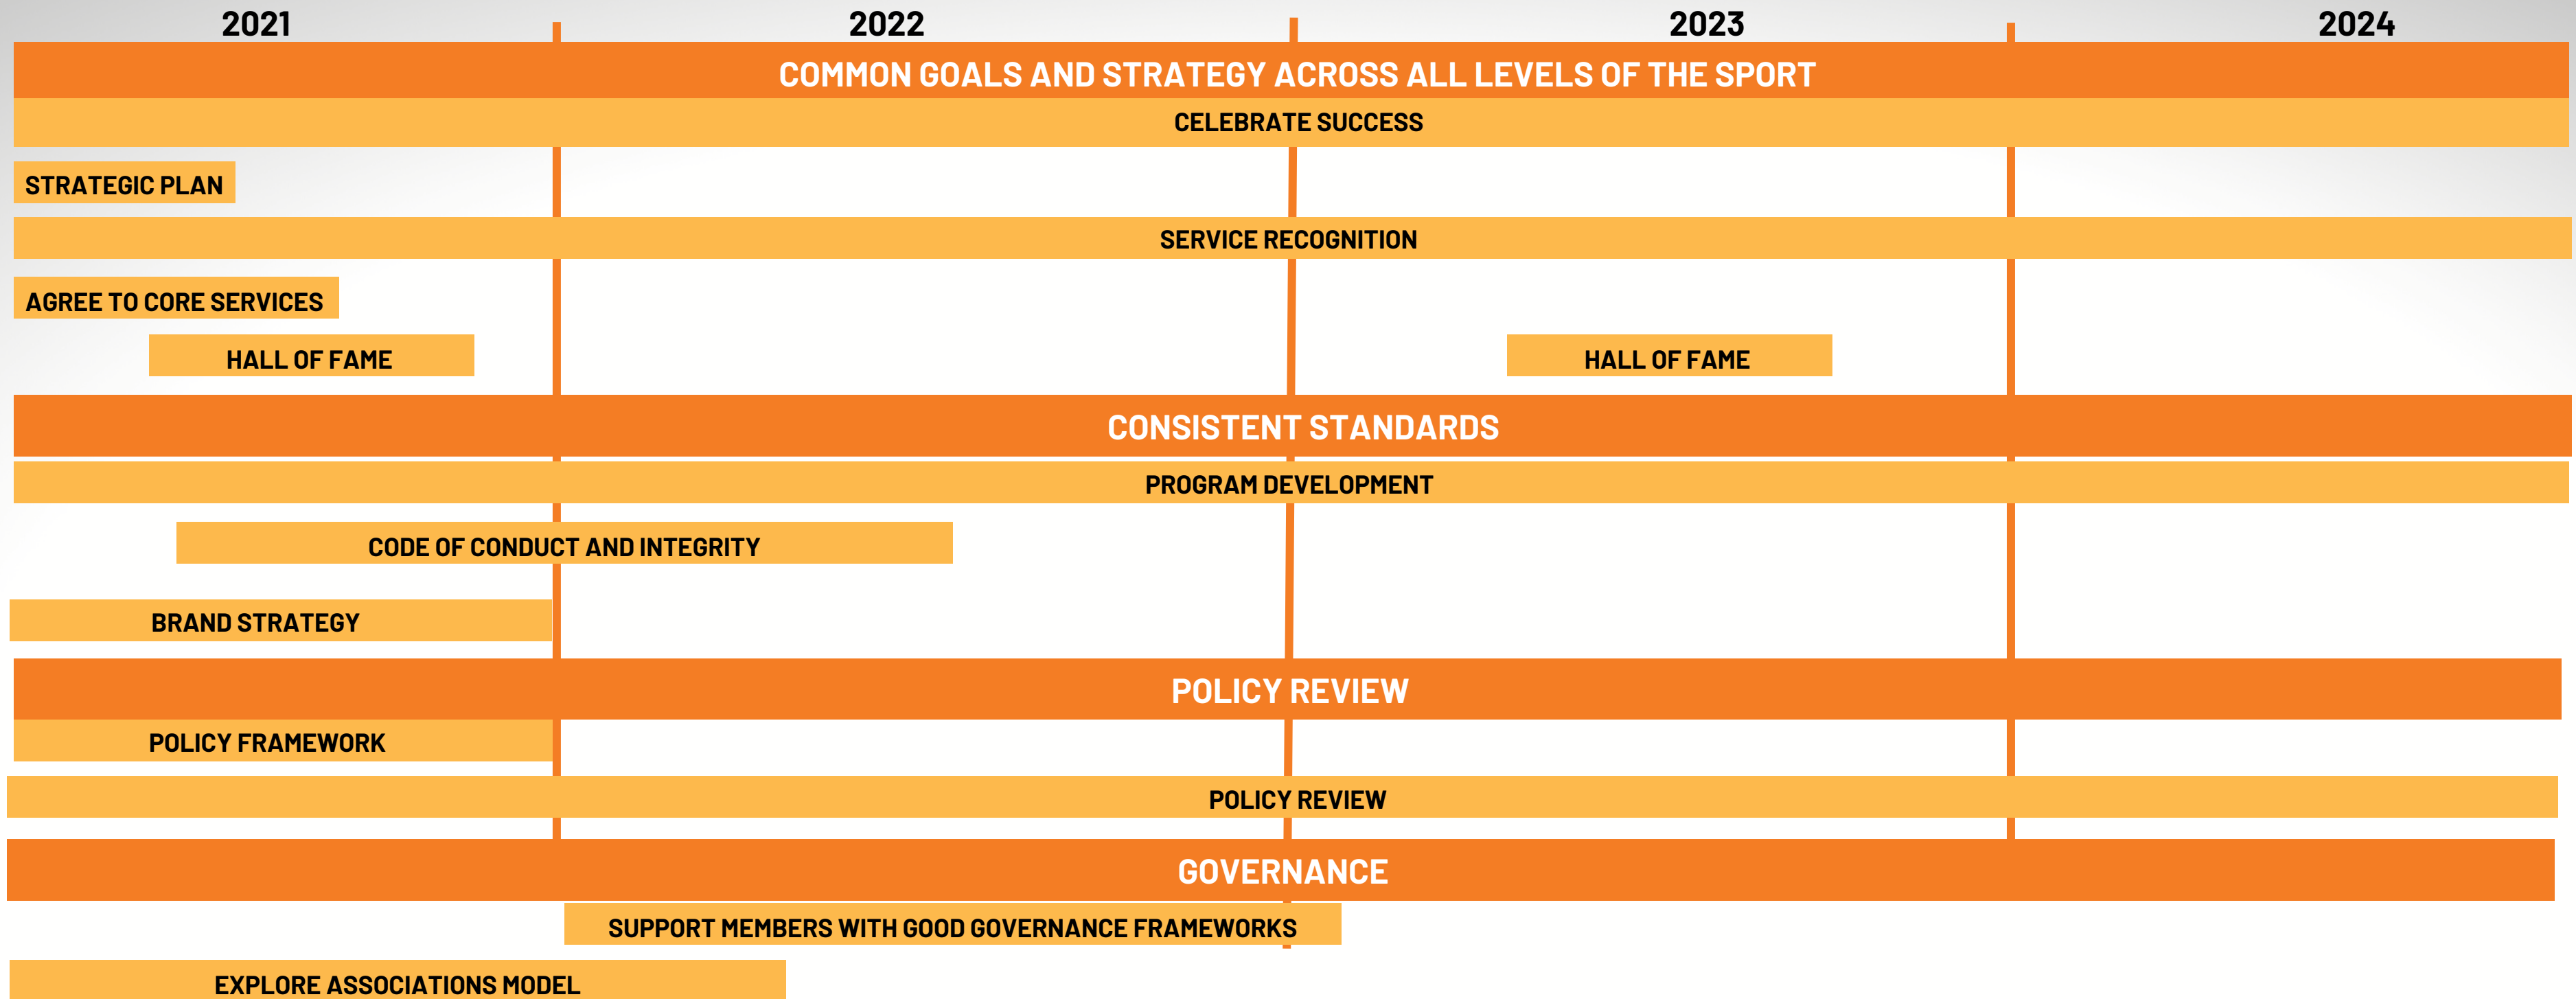 2021 2022 2023 2024
COMMON GOALS AND STRATEGY ACROSS ALL LEVELS OF THE SPORT
CELEBRATE SUCCESS
STRATEGIC PLAN
SERVICE RECOGNITION
AGREE TO CORE SERVICES
HALL OF FAME HALL OF FAME
CONSISTENT STANDARDS
PROGRAM DEVELOPMENT
CODE OF CONDUCT AND INTEGRITY
BRAND STRATEGY
POLICY REVIEW
POLICY FRAMEWORK
POLICY REVIEW
GOVERNANCE
SUPPORT MEMBERS WITH GOOD GOVERNANCE FRAMEWORKS
EXPLORE ASSOCIATIONS MODEL